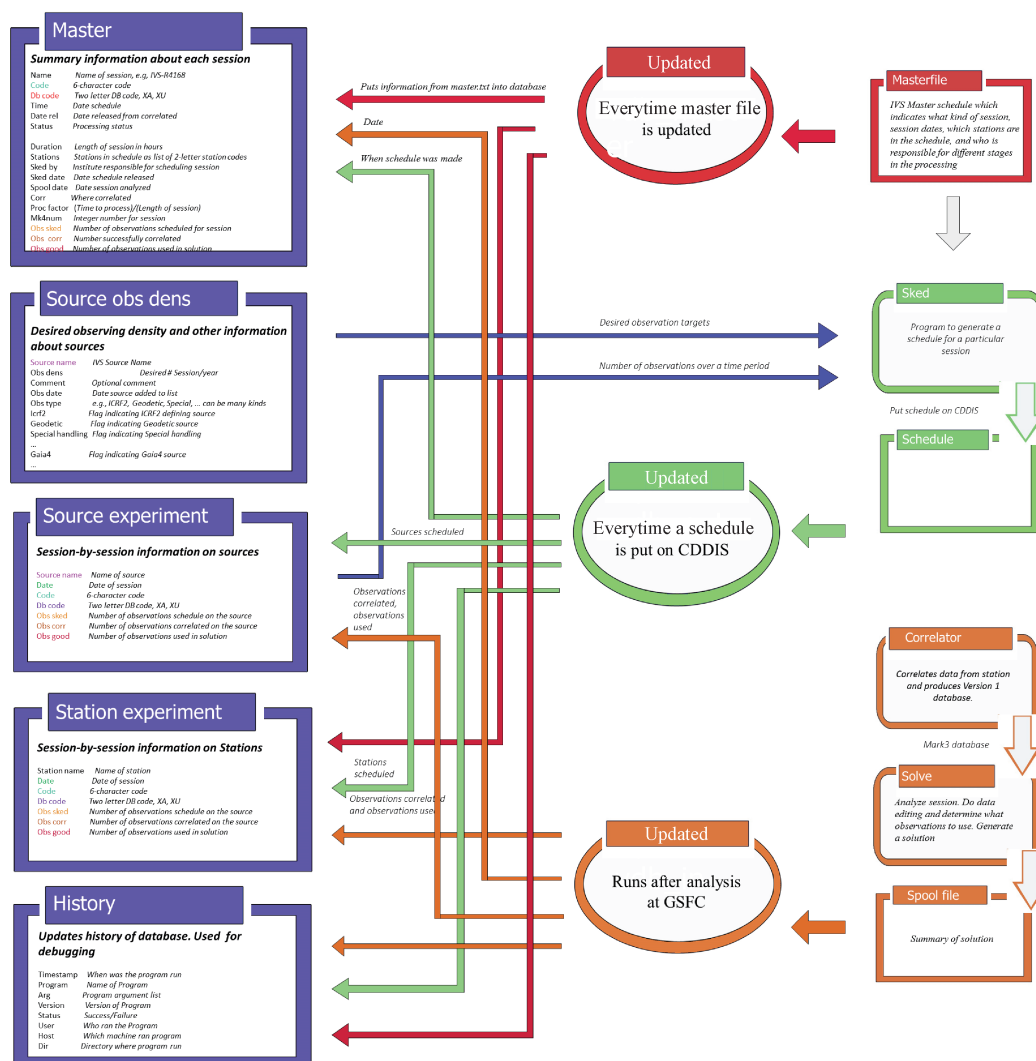 Master
Summary information about each session
Name Name of session, e.g, IVS-R4168
Code 6-character code
Db code Two letter DB code, XA, XU
Time Date schedule
Date rel Date released from correlated
Status Processing status
Duration Length of session in hours
Stations Stations in schedule as list of 2-letter station codes
Sked by Institute responsible for scheduling session
Sked date Date schedule released
Spool date Date session analyzed
Corr Where correlated
Proc factor (Time to process)/(Length of session)
Mk4num Integer number for session
Obs sked Number of observations scheduled for session
Obs corr Number successfully correlated
Obs good Number of observations used in solution
Source obs dens
Desired observing density and other information
about sources
Source name IVS Source Name
Obs dens Desired # Session/year
Comment Optional comment
Obs date Date source added to list
Obs type e.g., ICRF2, Geodetic, Special, ... can be many kinds
Icrf2 Flag indicating ICRF2 defining source
Geodetic Flag indicating Geodetic source
Special handling Flag indicating Special handling
...
Gaia4 Flag indicating Gaia4 source
...
Source experiment
Session-by-session information on sources
Source name Name of source
Date Date of session
Code 6-character code
Db code Two letter DB code, XA, XU
Obs sked Number of observations schedule on the source
Obs corr Number of observations correlated on the source
Obs good Number of observations used in solution
Station experiment
Session-by-session information on Stations
Station name Name of station
Date Date of session
Code 6-character code
Db code Two letter DB code, XA, XU
Obs sked Number of observations schedule on the source
Obs corr Number of observations correlated on the source
Obs good Number of observations used in solution
History
Updates history of database. Used for
debugging
Timestamp When was the program run
Program Name of Program
Arg Program argument list
Version Version of Program
Status Success/Failure
User Who ran the Program
Host Which machine ran program
Dir Directory where program run
Puts information from master.txt into database
Date
When schedule was made
Desired observation targets
Number of observations over a time period
Sources scheduled
Observations
correlated,
observations
used
Stations
scheduled
Observations correlated
and observations used
Updated
Everytime master file
is updated
Updated
Everytime a schedule
is put on CDDIS
Updated
Runs after analysis
at GSFC
Masterfile
IVS Master schedule which
indicates what kind of session,
session dates, which stations are
in the schedule, and who is
responsible for different stages
in the processing
Sked
Program to generate a
schedule for a particular
session
Put schedule on CDDIS
Schedule
Correlator
Correlates data from station
and produces Version 1
database.
Mark3 database
Solve
Analyze session. Do data
editing and determine what
observations to use. Generate
a solution
Spool file
Summary of solution